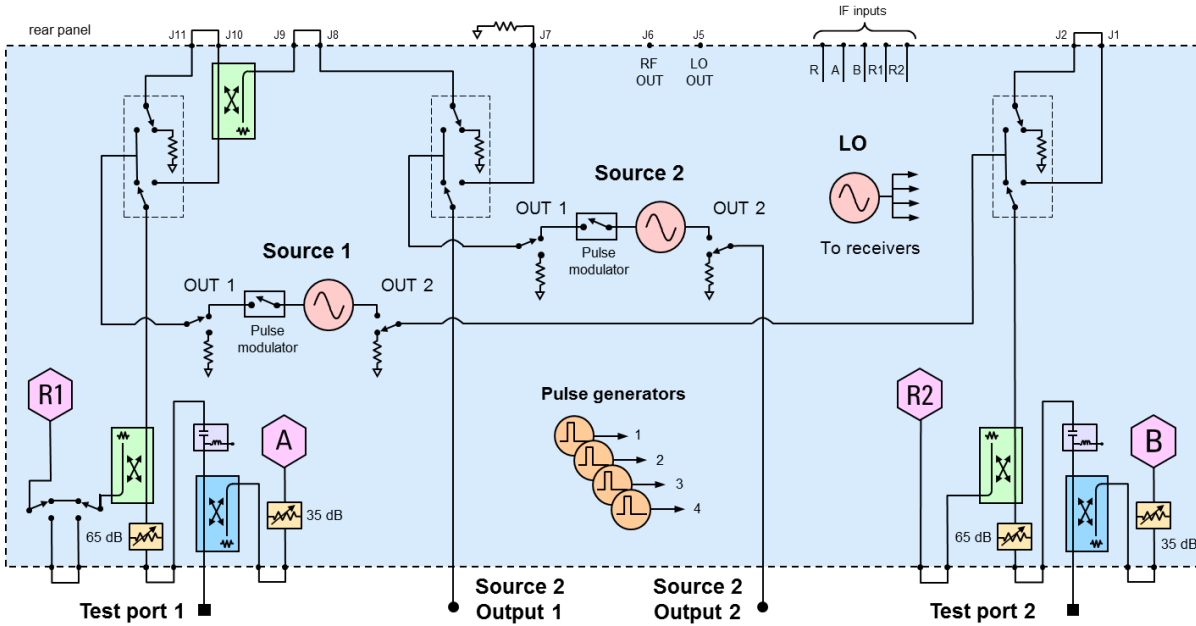 IF inputs
rear panel
J11 J10 J9 J8 J7 J6 J5 J2 J1
RF
OUT
LO
OUT
R A B R1 R2
LO
To receivers
Source 2
OUT 1
OUT 2
Pulse
modulator
Source 1
OUT 1
OUT 2
Pulse
modulator
R1
A
35 dB
65 dB
Pulse generators
1
2
3
4
R2
B
65 dB
35 dB
Test port 1
Source 2
Output 1
Source 2
Output 2
Test port 2